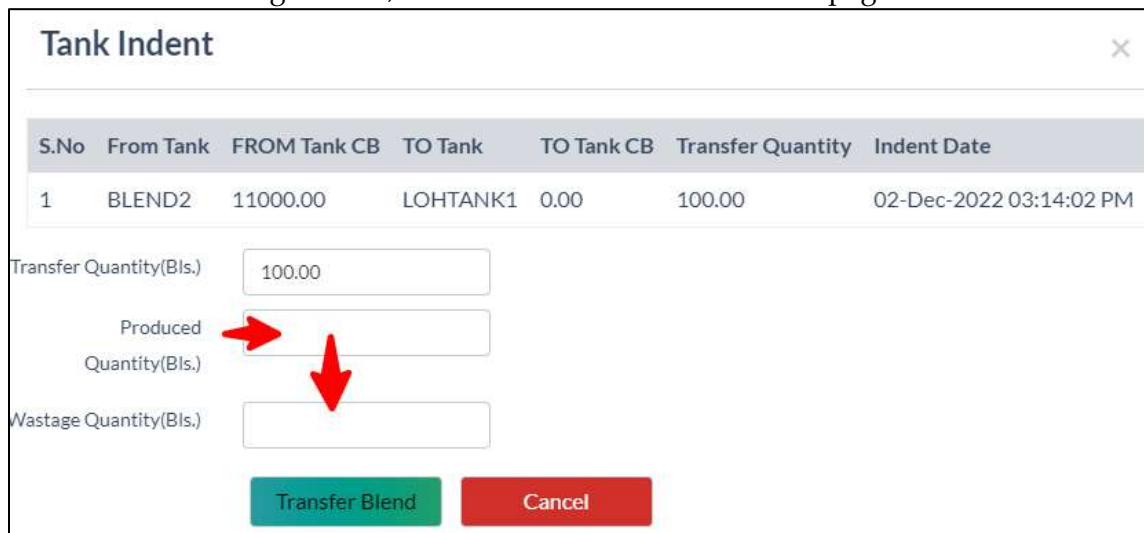 Tank Indent ×
S.No From Tank FROM Tank CB TO Tank TO Tank CB Transfer Quantity Indent Date
1 BLEND2 11000.00 LOHTANK1 0.00 100.00 02-Dec-2022 03:14:02 PM
Transfer Quantity(Bls.) 100.00
Produced
Quantity(Bls.)
Wastage Quantity(Bls.)
Transfer Blend Cancel